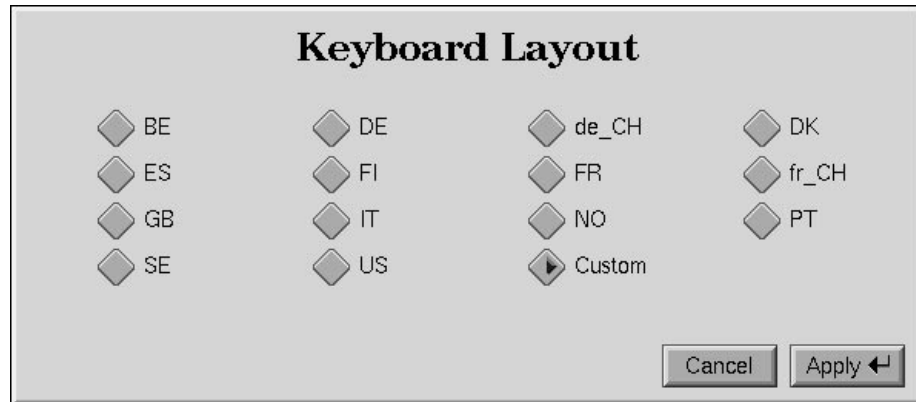 Keyboard Layout
BE DE de_CH DK
ES FI FR fr_CH
GB IT NO PT
SE US Custom
Cancel Apply